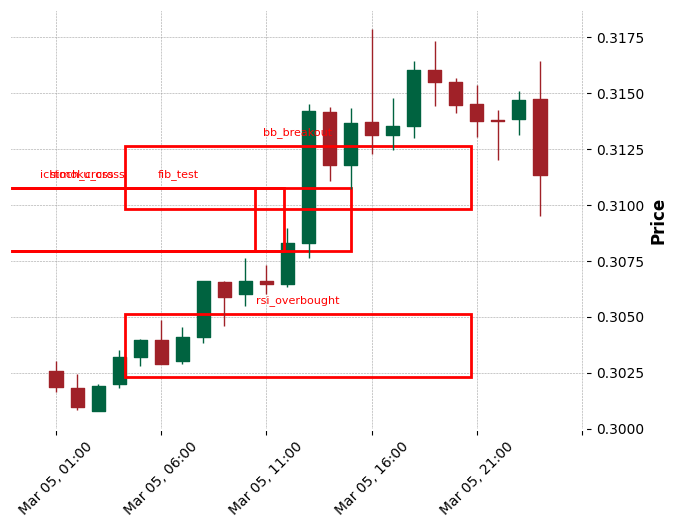 0.3175
0.3150
bb_breakout
0.3125
fib_test
0.3100
Price
0.3075
rsi_overbought
0.3050
0.3025
0.3000
Mar 05, 01:00
Mar 05, 06:00
Mar 05, 11:00
Mar 05, 16:00
Mar 05, 21:00